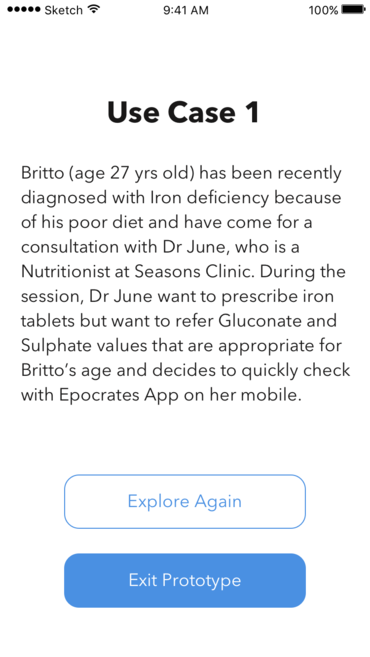 Sketch 9:41 AM 100%
Use Case 1
Britto (age 27 yrs old) has been recently
diagnosed with Iron deficiency because
of his poor diet and have come for a
consultation with Dr June, who is a
Nutritionist at Seasons Clinic. During the
session, Dr June want to prescribe iron
tablets but want to refer Gluconate and
Sulphate values that are appropriate for
Britto’s age and decides to quickly check
with Epocrates App on her mobile.
Explore Again
Exit Prototype